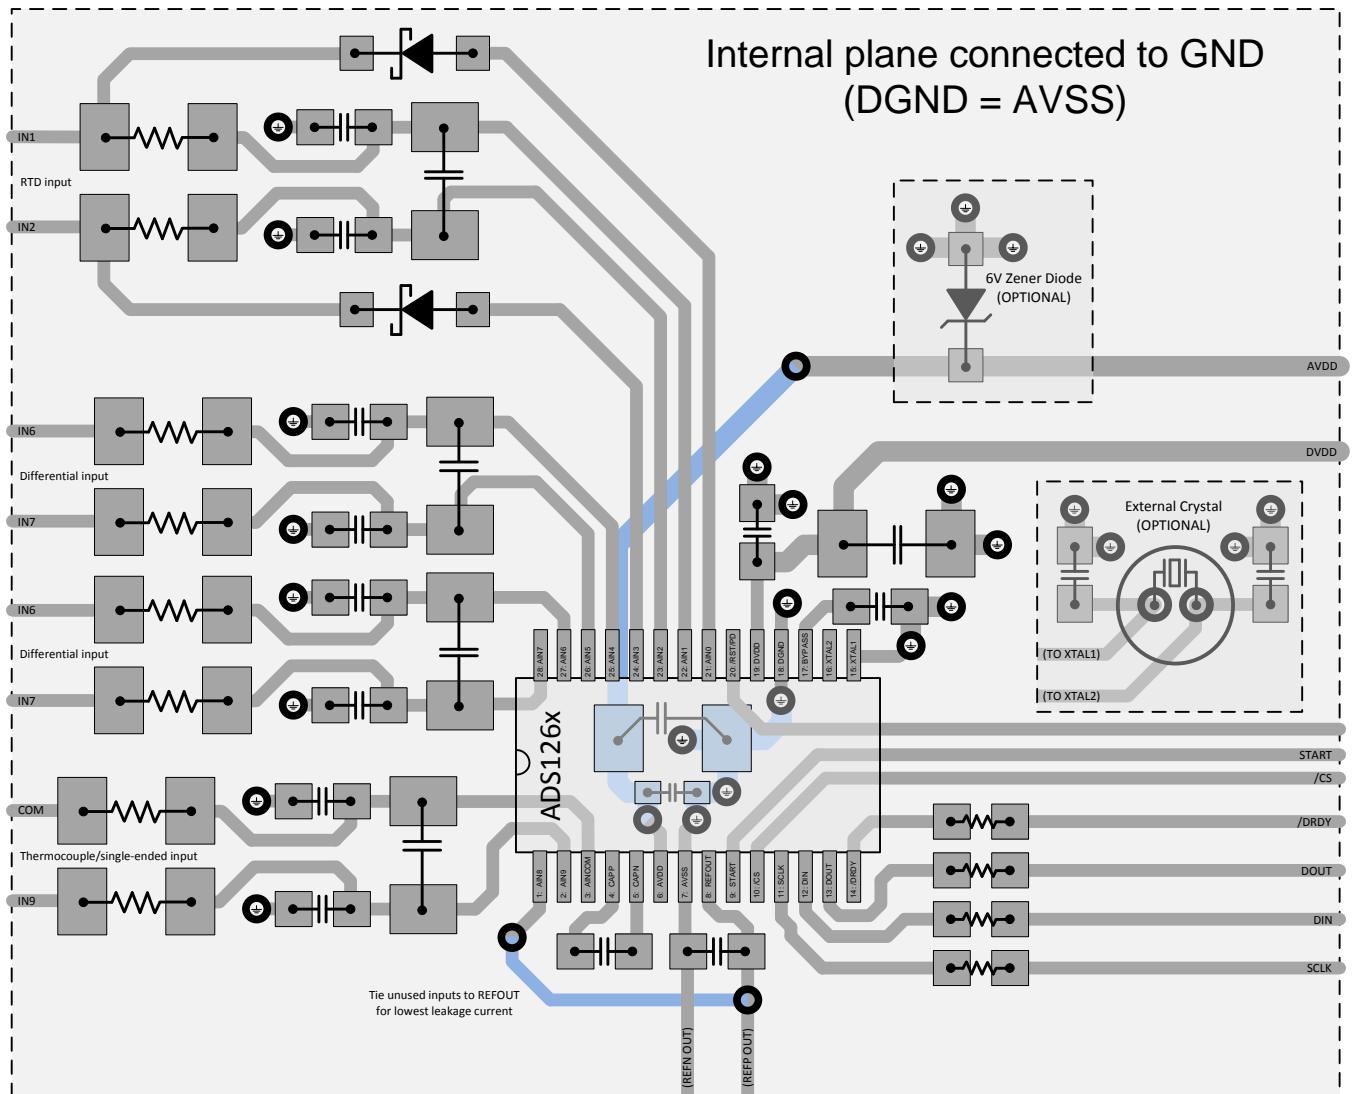 Internal plane connected to GND
(DGND = AVSS)
IN1
RTD input
IN2
6V Zener Diode
(OPTIONAL)
AVDD
DVDD
IN6
Differential input
IN7
External Crystal
(OPTIONAL)
(TO XTAL1)
(TO XTAL2)
IN6
Differential input
IN7
28: AIN7
27: AIN6
26: AIN5
25: AIN4
24: AIN3
23: AIN2
22: AIN1
21: AIN0
20: /RST/PD
19: DVDD
18: DGND
17: BYPASS
16: XTAL2
15: XTAL1
ADS126x
START
/CS
/DRDY
DOUT
DIN
SCLK
COM
Thermocouple/single-ended input
IN9
1: AIN8
2: AIN9
3: AINCOM
4: CAPP
5: CAPN
6: AVDD
7: AVSS
8: REFOUT
9: START
10: /CS
11: SCLK
12: DIN
13: DOUT
14: /DRDY
Tie unused inputs to REFOUT
for lowest leakage current
(REFN OUT)
(REFP OUT)